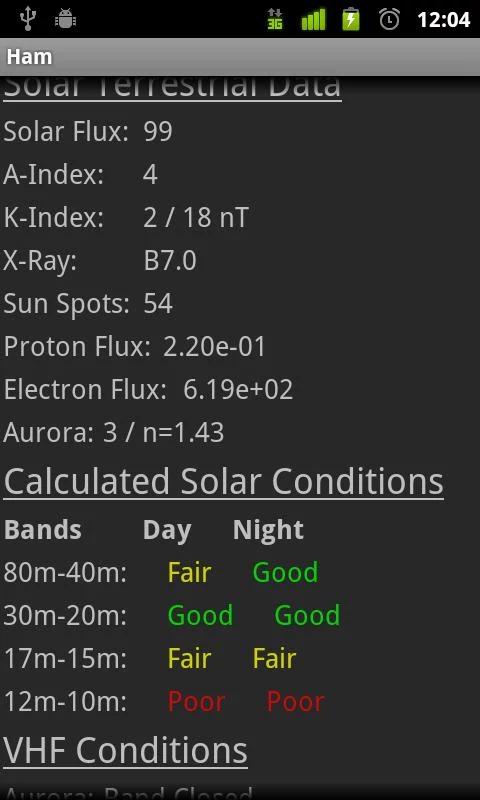 3G 12:04
Ham
Solar Terrestrial Data
Solar Flux: 99
A-Index: 4
K-Index: 2 / 18 nT
X-Ray: B7.0
Sun Spots: 54
Proton Flux: 2.20e-01
Electron Flux: 6.19e+02
Aurora: 3 / n=1.43
Calculated Solar Conditions
Bands Day Night
80m-40m: Fair Good
30m-20m: Good Good
17m-15m: Fair Fair
12m-10m: Poor Poor
VHF Conditions
Aurora: Band Closed